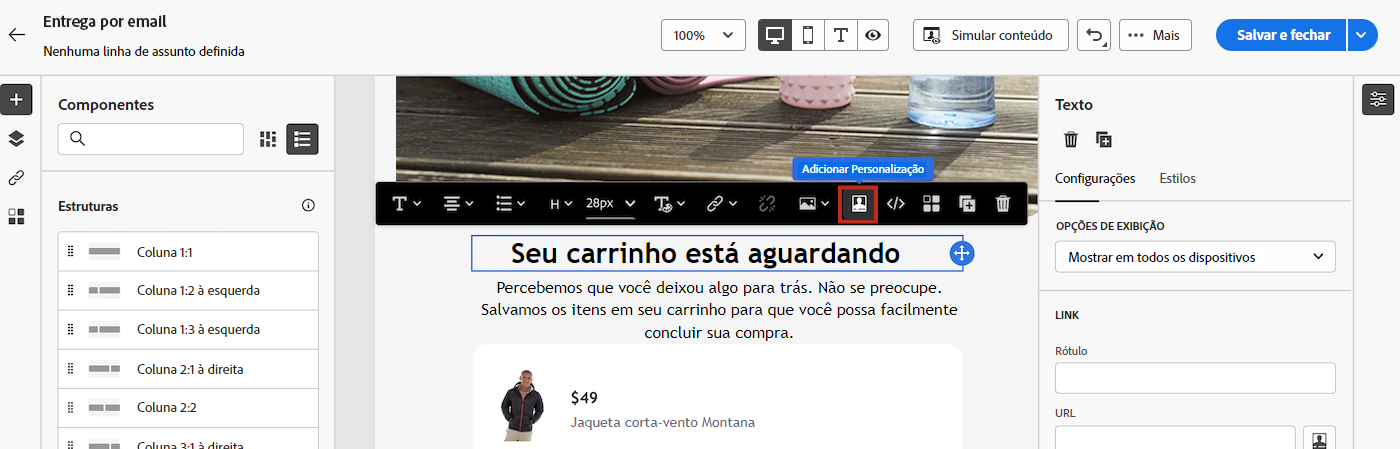 Entrega por email
Nenhuma linha de assunto definida
100%
Simular conteúdo
Mais
Salvar e fechar
Componentes
Estruturas
Coluna 1:1
Coluna 1:2 à esquerda
Coluna 1:3 à esquerda
Coluna 2:1 à direita
Coluna 2:2
Coluna 3:1 à direita
Adicionar Personalização
H
28px
Seu carrinho está aguardando
Percebemos que você deixou algo para trás. Não se preocupe.
Salvamos os itens em seu carrinho para que você possa facilmente
concluir sua compra.
$49
Jaqueta corta-vento Montana
Texto
Configurações
Estilos
OPÇÕES DE EXIBIÇÃO
Mostrar em todos os dispositivos
LINK
Rótulo
URL